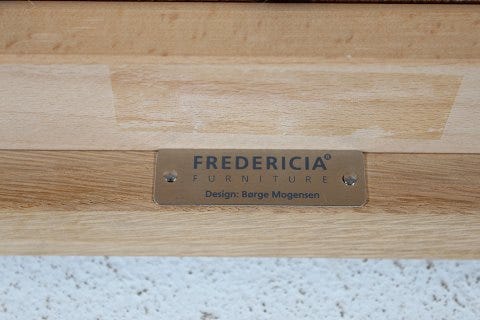 FREDERICIA®
FURNITURE
Design: Børge Mogensen